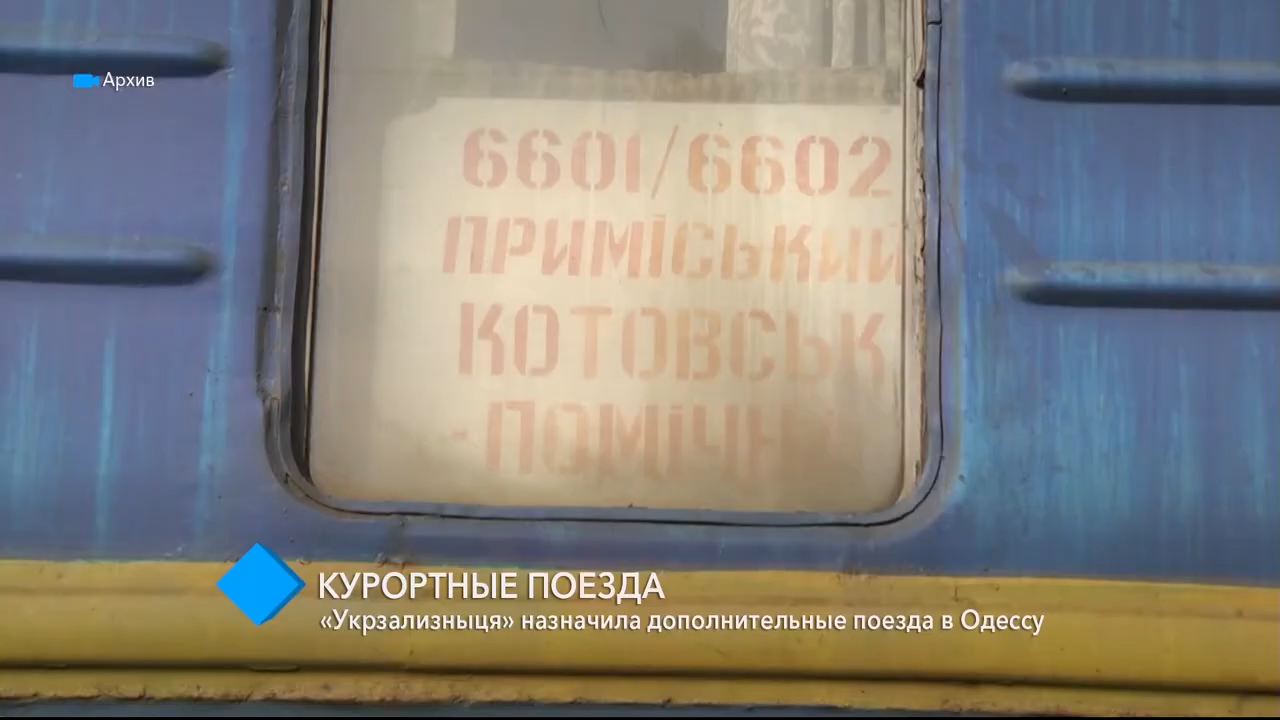 Архив
6601/6602
ПРИМІСЬКИЙ
КОТОВСЬК
КУРОРТНЫЕ ПОЕЗДА
«Укрзализныця» назначила дополнительные поезда в Одессу